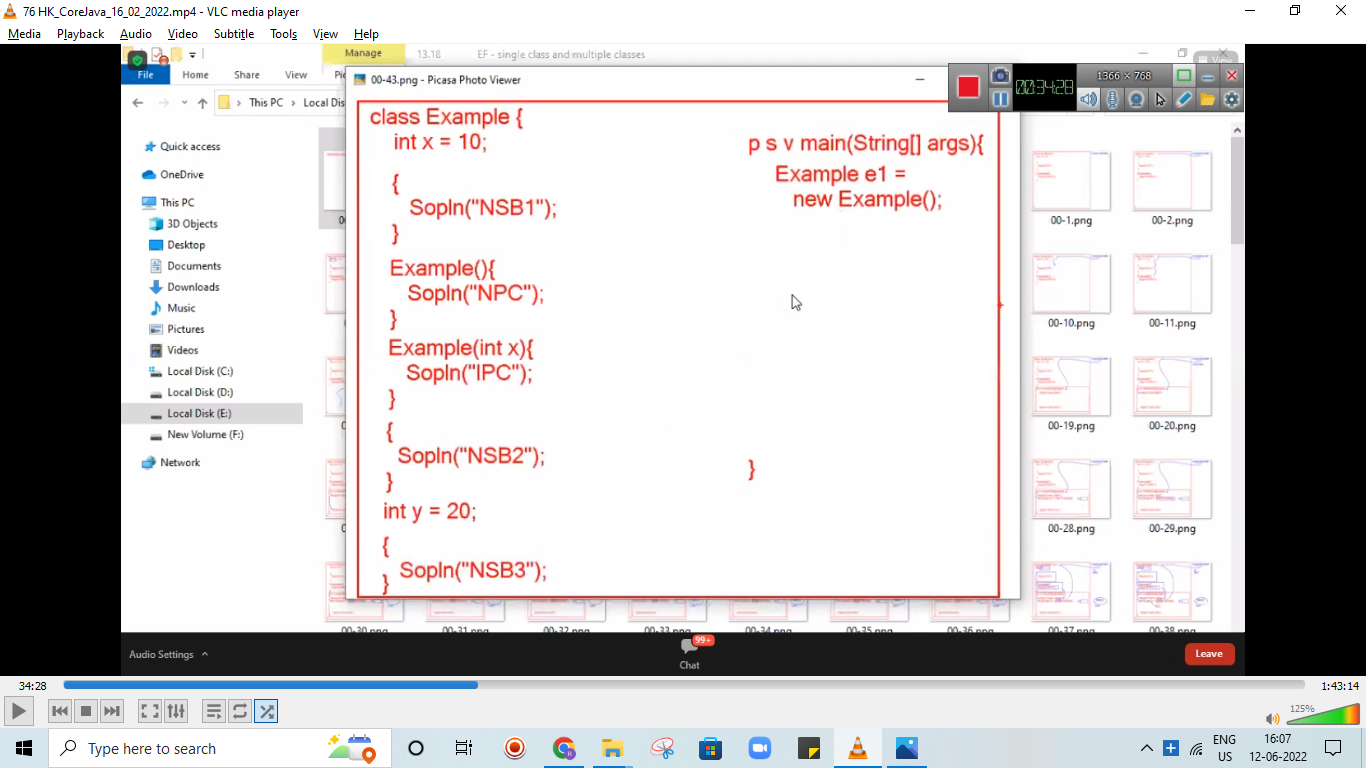 76 HK_CoreJava_16_02_2022.mp4 - VLC media player
Media Playback Audio Video Subtitle Tools View Help
Manage 13.18 EF - single class and multiple classes
File Home Share View
View
This PC Local Dis
00-43.png - Picasa Photo Viewer
00:34:28
1366 × 768
Quick access
OneDrive
This PC
3D Objects
Desktop
Documents
Downloads
Music
Pictures
Videos
Local Disk (C:)
Local Disk (D:)
Local Disk (E:)
New Volume (F:)
Network
class Example {
int x = 10;
{
Sopln("NSB1");
}
Example(){
Sopln("NPC");
}
Example(int x){
Sopln("IPC");
}
{
Sopln("NSB2");
}
int y = 20;
{
Sopln("NSB3");
}
p s v main(String[] args){
Example e1 =
new Example();
}
00-1.png 00-2.png
00-10.png 00-11.png
00-19.png 00-20.png
00-28.png 00-29.png
00-30.png 00-31.png 00-32.png 00-33.png 00-34.png 00-35.png 00-36.png 00-37.png 00-38.png
Audio Settings
99+
Chat
Leave
34:28
1:43:14
125%
Type here to search
ENG
US
16:07
12-06-2022